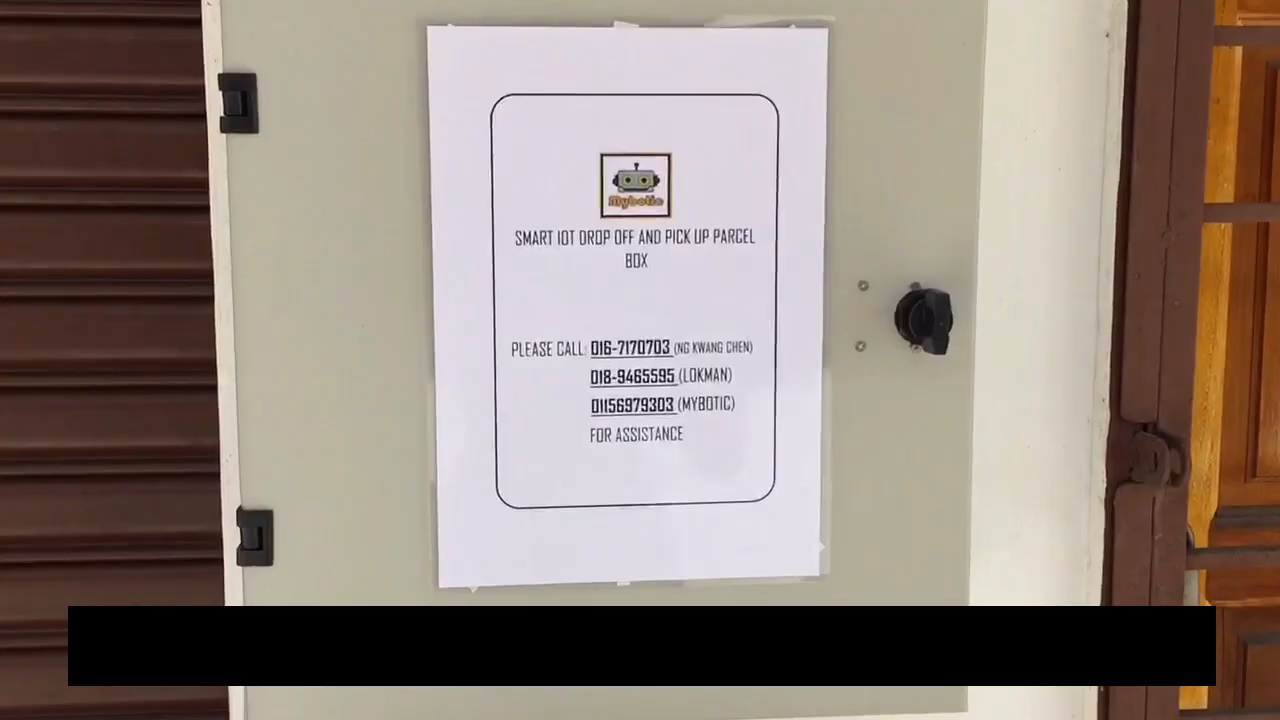 Mybotic
SMART IOT DROP OFF AND PICK UP PARCEL
BOX
PLEASE CALL: 016-7170703 (NG KWANG CHEN)
018-9465595 (LOKMAN)
01156979303 (MYBOTIC)
FOR ASSISTANCE